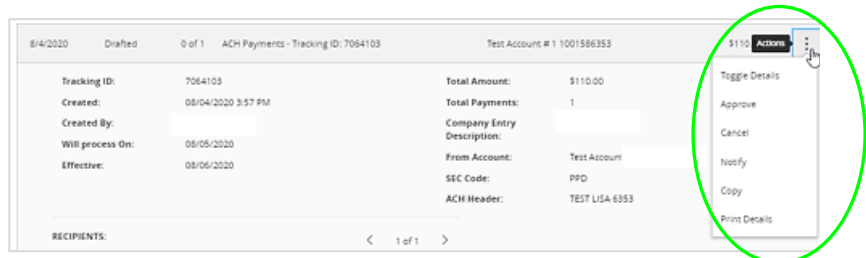 8/4/2020 Drafted 0 of 1 ACH Payments - Tracking ID: 7064103 Test Account # 1 1001586353 $110. Actions
Tracking ID: 7064103 Total Amount: $110.00
Toggle Details
Created: 08/04/2020 3:57 PM Total Payments: 1
Approve
Created By: Company Entry
Description:
Cancel
Will process On: 08/05/2020
Effective: 08/06/2020 From Account: Test Account
Notify
SEC Code: PPD
Copy
ACH Header: TEST LISA 6353
Print Details
RECIPIENTS: 1 of 1